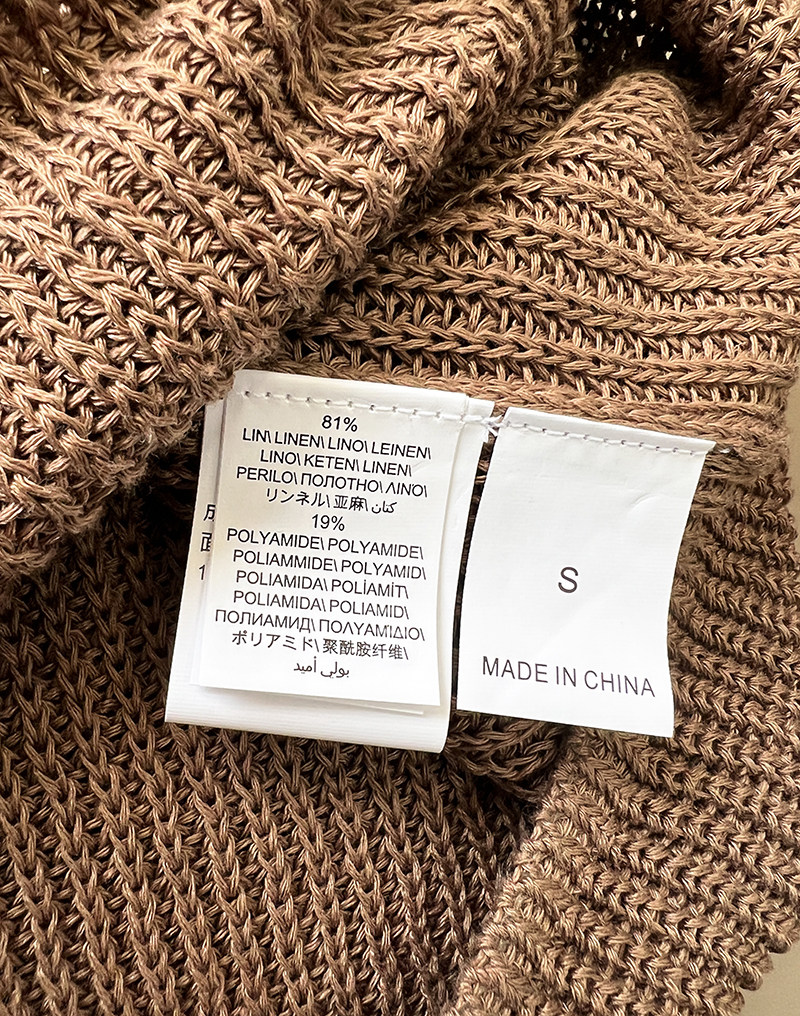 81%
LIN\ LINEN\ LINO\ LEINEN\
LINO\ KETEN\ LINEN\
PERILO\ ПОЛОТНО\ ΛΙΝΌ\
リンネル\ 亚麻\ كتان
19%
POLYAMIDE\ POLYAMIDE\
POLIAMMIDE\ POLYAMID\
POLIAMIDA\ POLİAMİT\
POLIAMIDA\ POLIAMID\
ПОЛИАМИД\ ΠΟΛΥΑΜΊΔΙΟ\
ポリアミド\ 聚酰胺纤维\
بولي أميد
S
MADE IN CHINA